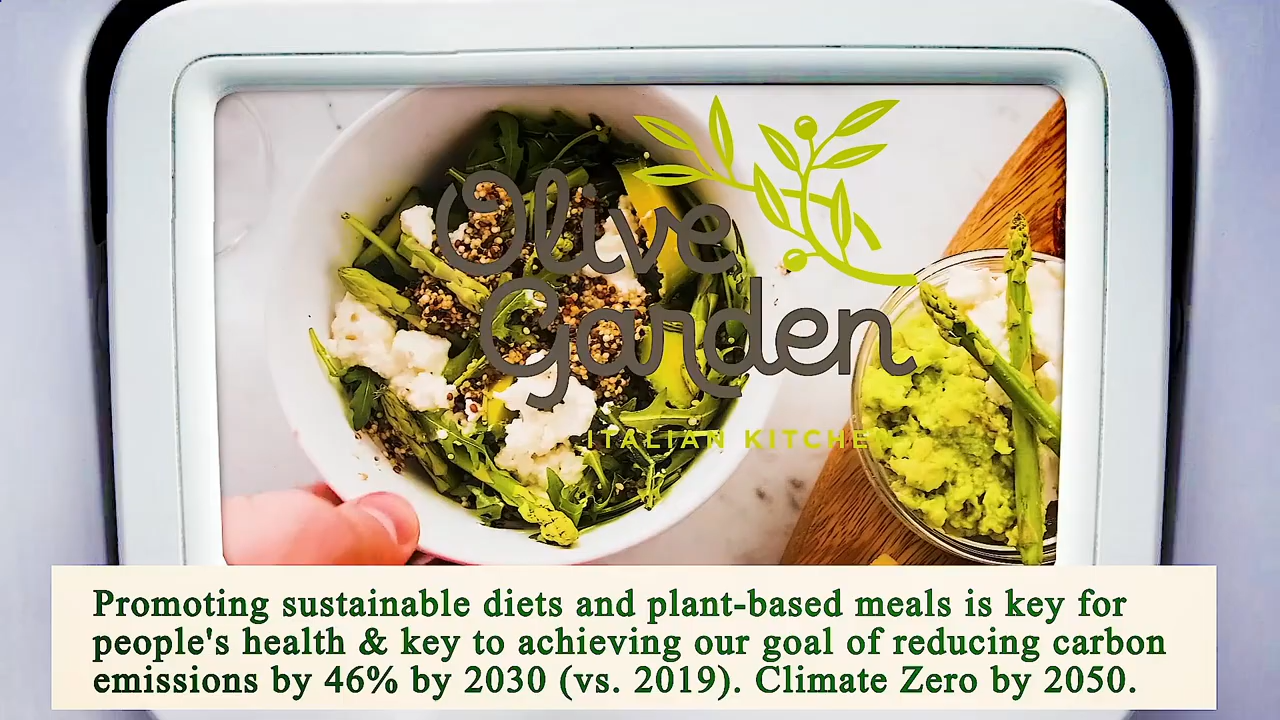 Olive
Garden
ITALIAN KITCHEN
Promoting sustainable diets and plant-based meals is key for
people's health & key to achieving our goal of reducing carbon
emissions by 46% by 2030 (vs. 2019). Climate Zero by 2050.